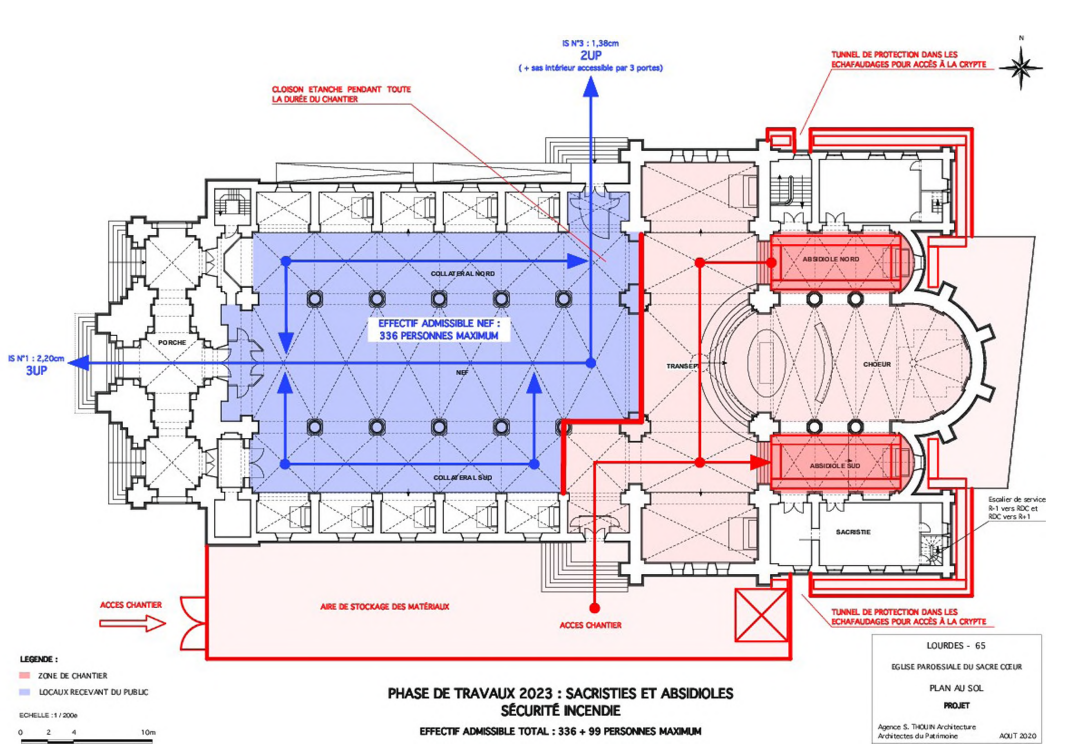 IS N°3 : 1,38cm
2UP
( + sas intérieur accessible par 3 portes)
TUNNEL DE PROTECTION DANS LES
ECHAFAUDAGES POUR ACCÈS À LA CRYPTE
N
CLOISON ETANCHE PENDANT TOUTE
LA DURÉE DU CHANTIER
ABSIDIOLE NORD
COLLATERAL NORD
EFFECTIF ADMISSIBLE NEF :
336 PERSONNES MAXIMUM
PORCHE
IS N°1 : 2,20cm
3UP
NEF
TRANSEPT
CHOEUR
ABSIDIOLE SUD
COLLATERAL SUD
Escalier de service
R-1 vers RDC et
RDC vers R+1
SACRISTIE
ACCES CHANTIER
AIRE DE STOCKAGE DES MATÉRIAUX
ACCES CHANTIER
TUNNEL DE PROTECTION DANS LES
ECHAFAUDAGES POUR ACCÈS À LA CRYPTE
LEGENDE :
ZONE DE CHANTIER
LOCAUX RECEVANT DU PUBLIC
ECHELLE : 1 / 200e
0 2 4 10m
PHASE DE TRAVAUX 2023 : SACRISTIES ET ABSIDIOLES
SÉCURITÉ INCENDIE
EFFECTIF ADMISSIBLE TOTAL : 336 + 99 PERSONNES MAXIMUM
LOURDES - 65
EGLISE PAROISSIALE DU SACRE CŒUR
PLAN AU SOL
PROJET
Agence S. THOUIN Architecture
Architectes du Patrimoine
AOUT 2020